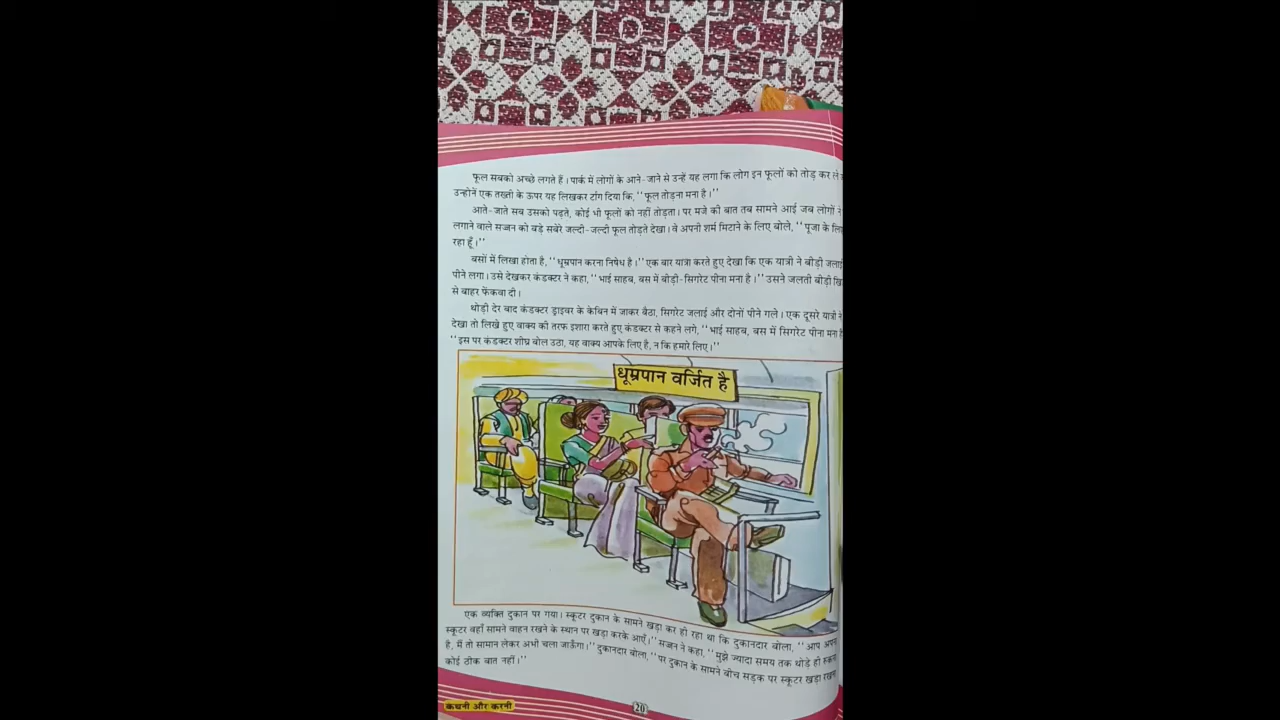 फूल सबको अच्छे लगते हैं। पार्क में लोगों के आने-जाने से उन्हें यह लगा कि लोग इन फूलों को तोड़ कर ले
उन्होनें एक तख्ती के ऊपर यह लिखकर टाँग दिया कि, ‘‘फूल तोड़ना मना है।’’
आते-जाते सब उसको पढ़ते, कोई भी फूलों को नहीं तोड़ता। पर मजे की बात तब सामने आई जब लोगों ने
लगाने वाले सज्जन को बड़े सबेरे जल्दी-जल्दी फूल तोड़ते देखा। वे अपनी शर्म मिटाने के लिए बोले, ‘‘पूजा के
रहा हूँ।’’
बसों में लिखा होता है, ‘‘धूम्रपान करना निषेध है।’’ एक बार यात्रा करते हुए देखा कि एक यात्री ने बीड़ी जलाई
पीने लगा। उसे देखकर कंडक्टर ने कहा, ‘‘भाई साहब, बस में बीड़ी-सिगरेट पीना मना है।’’ उसने जलती बीड़ी
से बाहर फेंकवा दी।
थोड़ी देर बाद कंडक्टर ड्राइवर के केबिन में जाकर बैठा, सिगरेट जलाई और दोनों पीने गले। एक दूसरे यात्री ने
देखा तो लिखे हुए वाक्य की तरफ इशारा करते हुए कंडक्टर से कहने लगे, ‘‘भाई साहब, बस में सिगरेट पीना मना है
‘‘इस पर कंडक्टर शीघ्र बोल उठा, यह वाक्य आपके लिए है, न कि हमारे लिए।’’
धूम्रपान वर्जित है
एक व्यक्ति दुकान पर गया। स्कूटर दुकान के सामने खड़ा कर ही रहा था कि दुकानदार बोला, ‘‘आप अपना
स्कूटर वहाँ सामने वाहन रखने के स्थान पर खड़ा करके आएँ।’’ सज्जन ने कहा, ‘‘मुझे ज्यादा समय तक थोड़े ही रुकना
है, मैं तो सामान लेकर अभी चला जाऊँगा।’’ दुकानदार बोला, ‘‘पर दुकान के सामने बीच सड़क पर स्कूटर खड़ा रखना
कोई ठीक बात नहीं।’’
कथनी और करनी
20